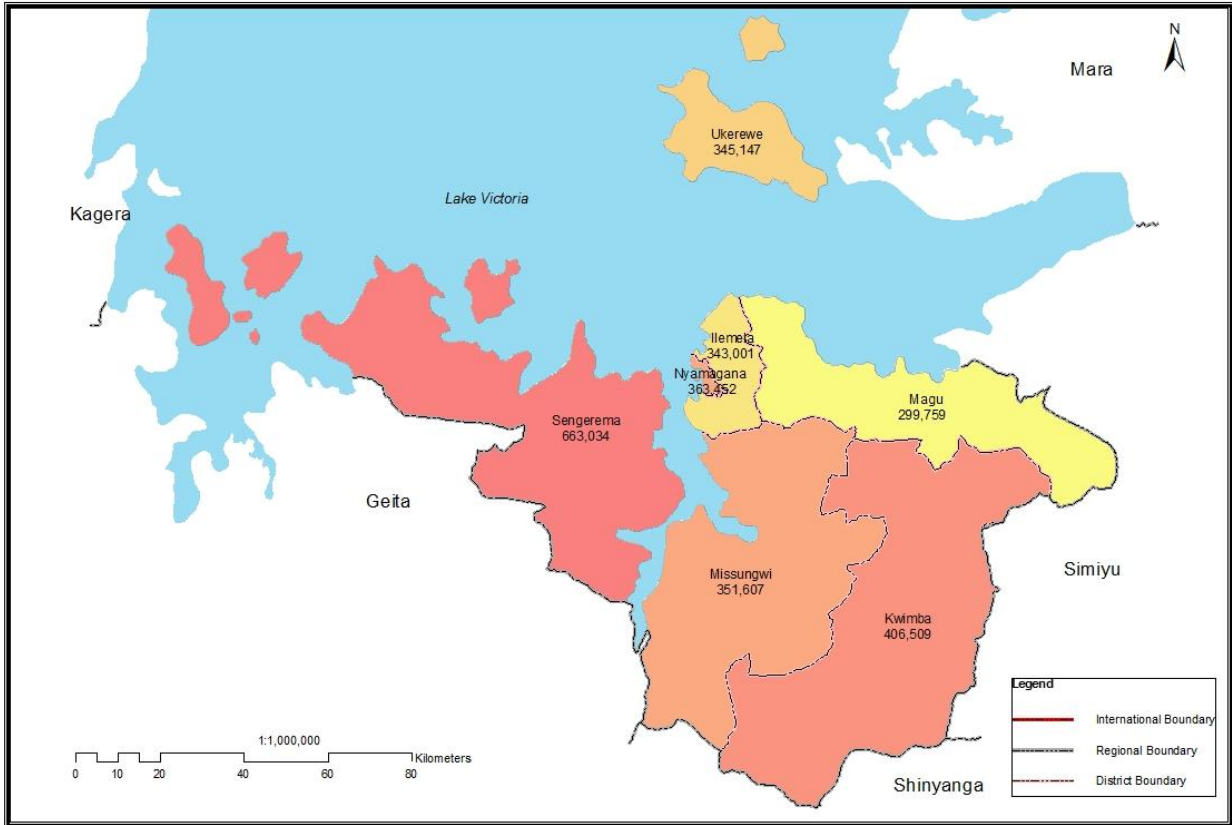 N
Mara
Ukerewe
345,147
Lake Victoria
Kagera
Ilemela
343,001
Nyamagana
363,452
Magu
299,759
Sengerema
663,034
Geita
Simiyu
Missungwi
351,607
Kwimba
406,509
Legend
International Boundary
Regional Boundary
District Boundary
1:1,000,000
Kilometers
0 10 20 40 60 80
Shinyanga